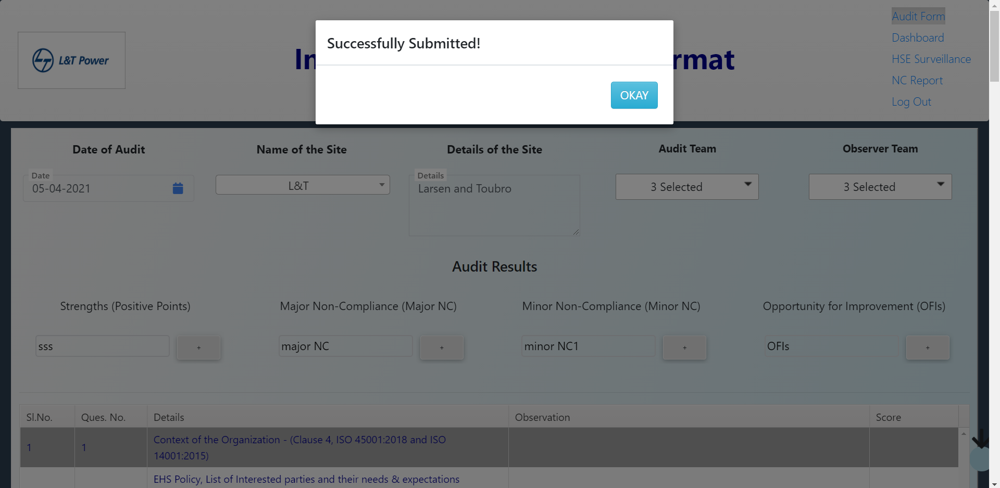 Audit Form
Dashboard
HSE Surveillance
NC Report
Log Out
L&T Power
Successfully Submitted!
OKAY
Date of Audit
Name of the Site
Details of the Site
Audit Team
Observer Team
Date
05-04-2021
L&T
Details
Larsen and Toubro
3 Selected
3 Selected
Audit Results
Strengths (Positive Points)
Major Non-Compliance (Major NC)
Minor Non-Compliance (Minor NC)
Opportunity for Improvement (OFIs)
sss
+
major NC
+
minor NC1
+
OFIs
+
Sl.No.
Ques. No.
Details
Observation
Score
1
1
Context of the Organization - (Clause 4, ISO 45001:2018 and ISO
14001:2015)
EHS Policy, List of Interested parties and their needs & expectations